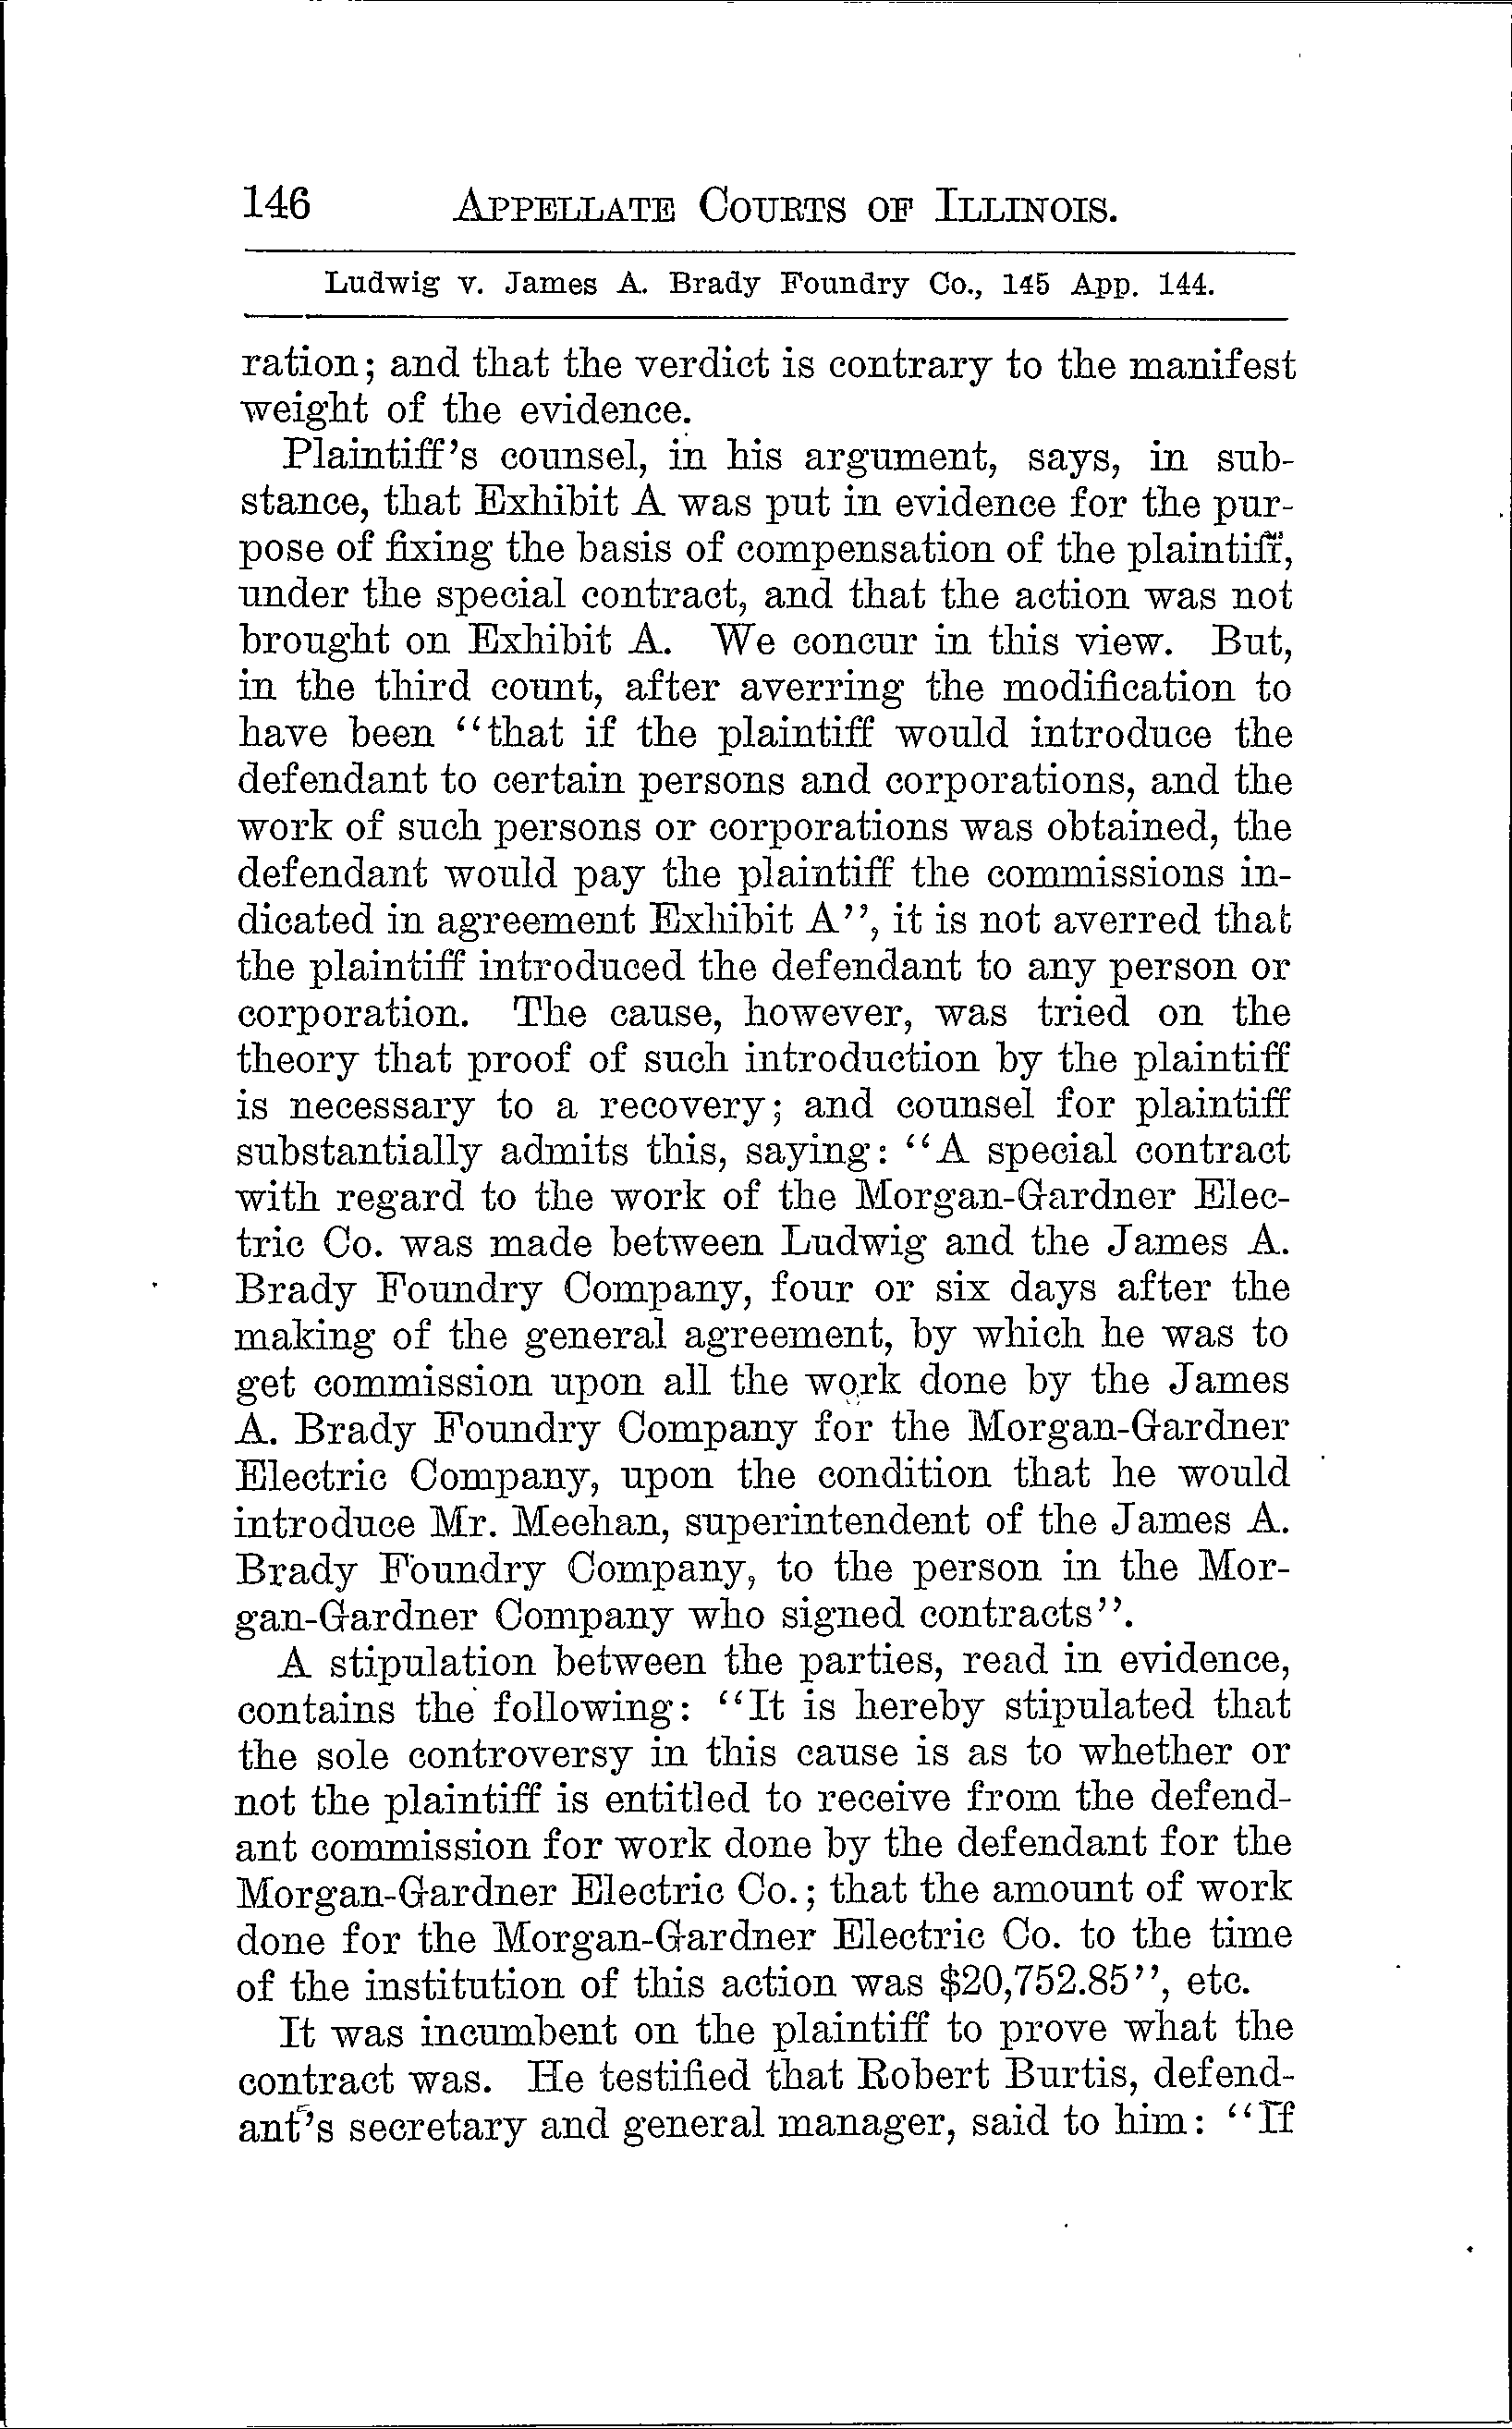 146 APPELLATE COURTS OF ILLINOIS.
Ludwig v. James A. Brady Foundry Co., 145 App. 144.
ration; and that the verdict is contrary to the manifest
weight of the evidence.
Plaintiff's counsel, in his argument, says, in sub-
stance, that Exhibit A was put in evidence for the pur-
pose of fixing the basis of compensation of the plaintiff,
under the special contract, and that the action was not
brought on Exhibit A. We concur in this view. But,
in the third count, after averring the modification to
have been "that if the plaintiff would introduce the
defendant to certain persons and corporations, and the
work of such persons or corporations was obtained, the
defendant would pay the plaintiff the commissions in-
dicated in agreement Exhibit A", it is not averred that
the plaintiff introduced the defendant to any person or
corporation. The cause, however, was tried on the
theory that proof of such introduction by the plaintiff
is necessary to a recovery; and counsel for plaintiff
substantially admits this, saying: "A special contract
with regard to the work of the Morgan-Gardner Elec-
tric Co. was made between Ludwig and the James A.
Brady Foundry Company, four or six days after the
making of the general agreement, by which he was to
get commission upon all the work done by the James
A. Brady Foundry Company for the Morgan-Gardner
Electric Company, upon the condition that he would
introduce Mr. Meehan, superintendent of the James A.
Brady Foundry Company, to the person in the Mor-
gan-Gardner Company who signed contracts".
A stipulation between the parties, read in evidence,
contains the following: "It is hereby stipulated that
the sole controversy in this cause is as to whether or
not the plaintiff is entitled to receive from the defend-
ant commission for work done by the defendant for the
Morgan-Gardner Electric Co.; that the amount of work
done for the Morgan-Gardner Electric Co. to the time
of the institution of this action was $20,752.85", etc.
It was incumbent on the plaintiff to prove what the
contract was. He testified that Robert Burtis, defend-
ant's secretary and general manager, said to him: "If